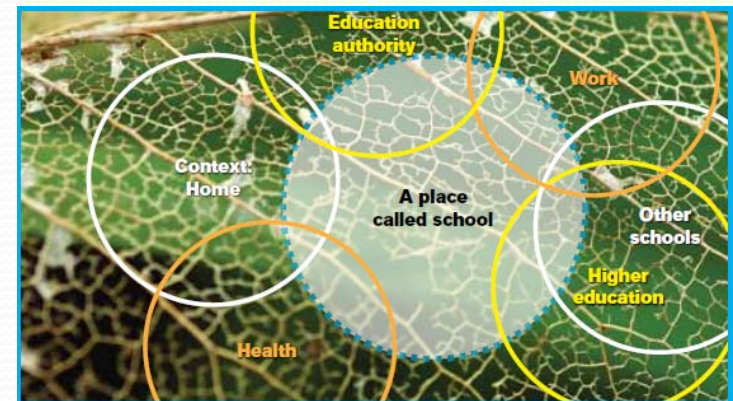 Education
authority
Work
Context:
Home
A place
called school
Other
schools
Higher
education
Health